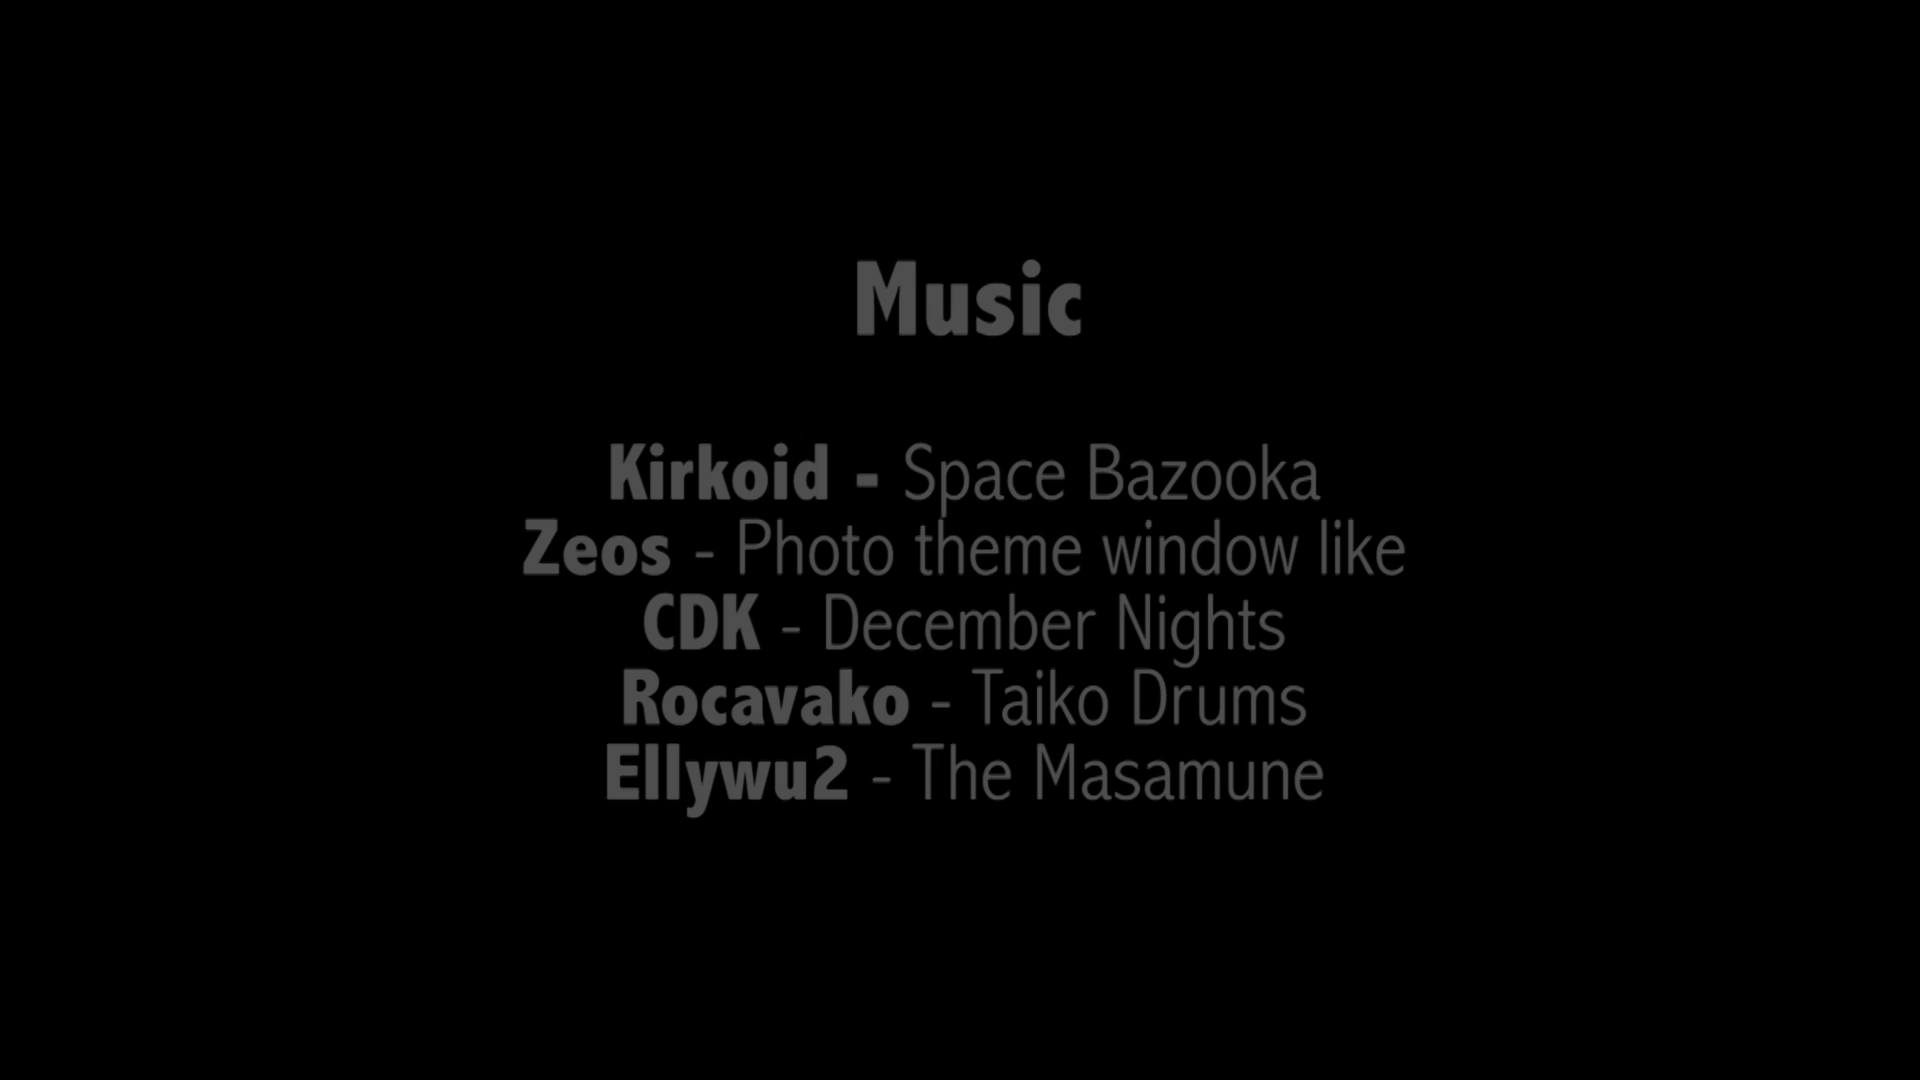 Music
Kirkoid - Space Bazooka
Zeos - Photo theme window like
CDK - December Nights
Rocavako - Taiko Drums
Ellywu2 - The Masamune